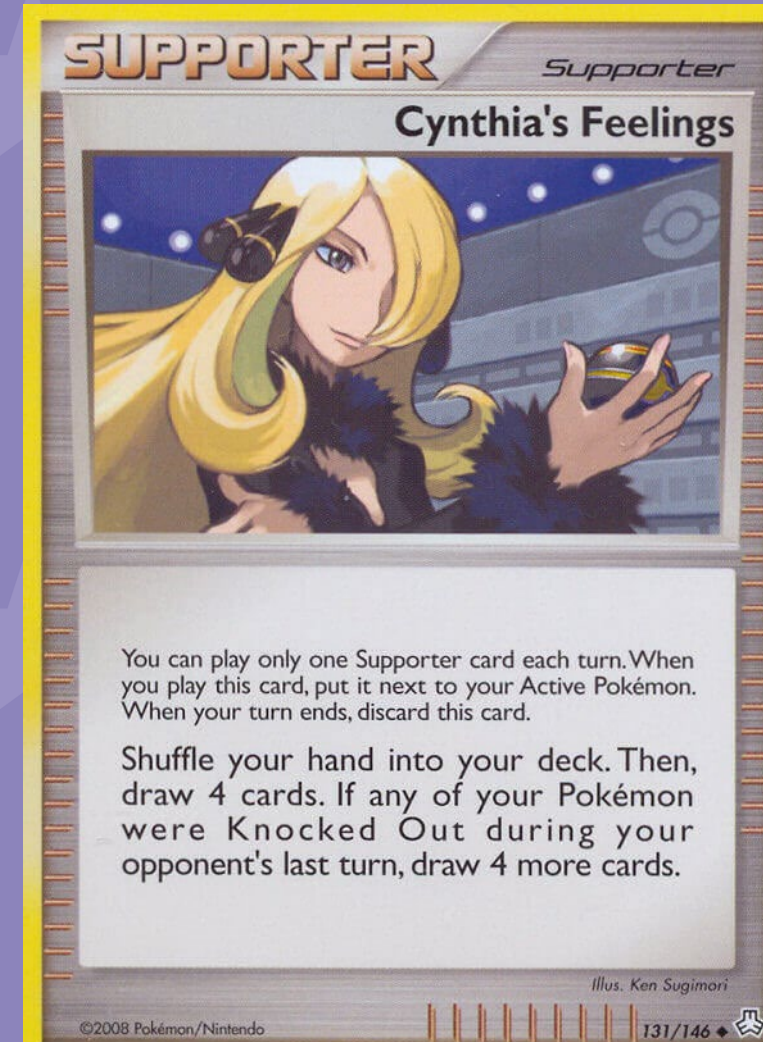 SUPPORTER
Supporter
Cynthia's Feelings
You can play only one Supporter card each turn. When
you play this card, put it next to your Active Pokémon.
When your turn ends, discard this card.
Shuffle your hand into your deck. Then,
draw 4 cards. If any of your Pokémon
were Knocked Out during your
opponent's last turn, draw 4 more cards.
Illus. Ken Sugimori
©2008 Pokémon/Nintendo
131/146